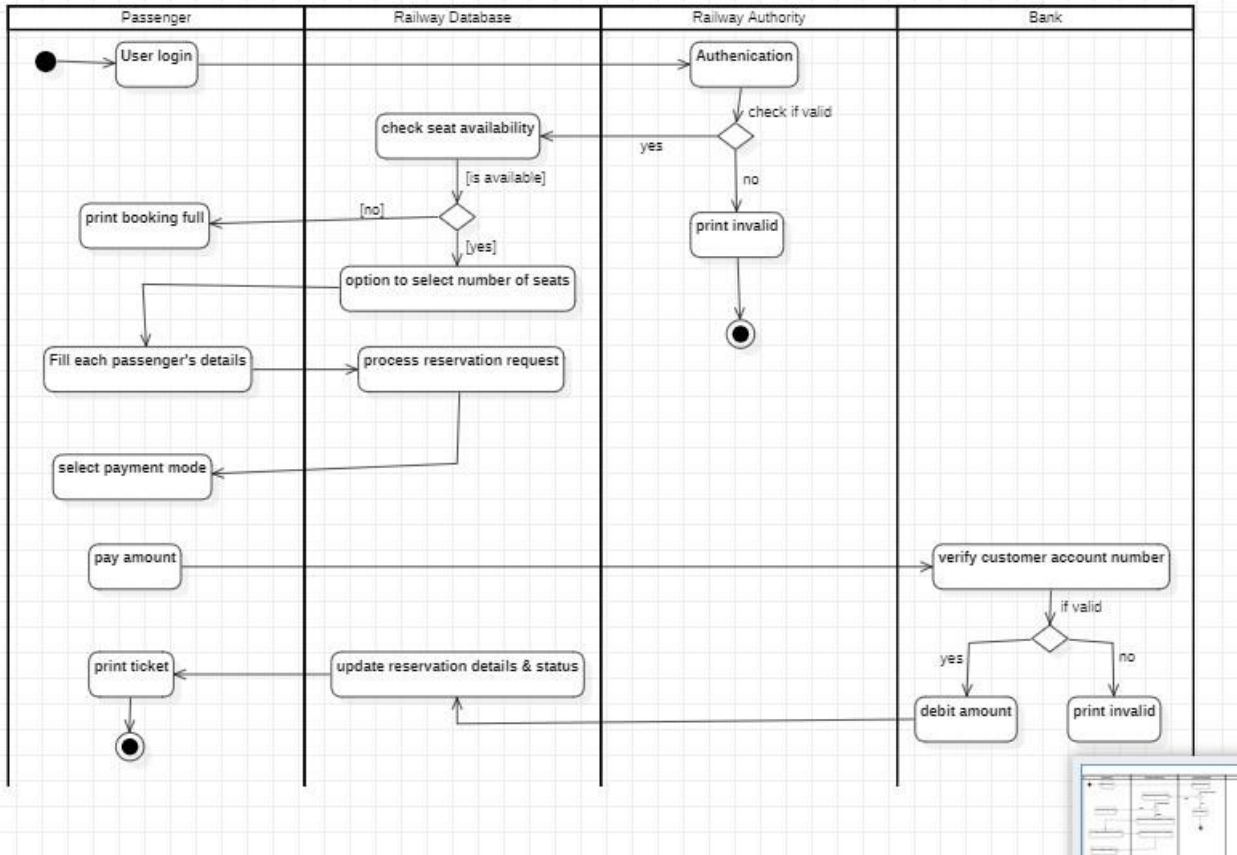 Passenger
Railway Database
Railway Authority
Bank
User login
Authenication
check if valid
check seat availability
yes
[is available]
no
print booking full
[no]
print invalid
[yes]
option to select number of seats
Fill each passenger's details
process reservation request
select payment mode
pay amount
verify customer account number
if valid
yes
no
print ticket
update reservation details & status
debit amount
print invalid